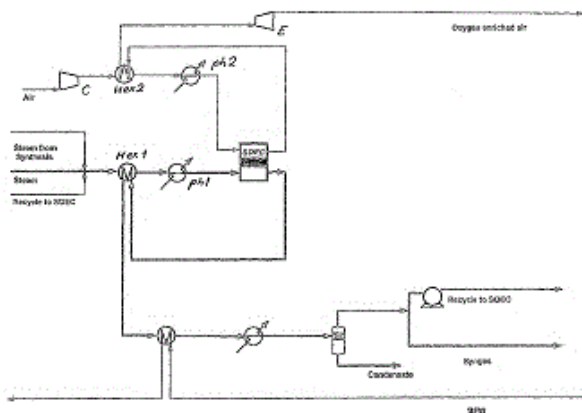 E
Oxygen enriched air
ph2
Hex2
C
Air
SOEC
Steam from
Synthesis
Hex1
Steam
ph1
Recycle to SOEC
Recycle to SOEC
Syngas
Condensate
BFW